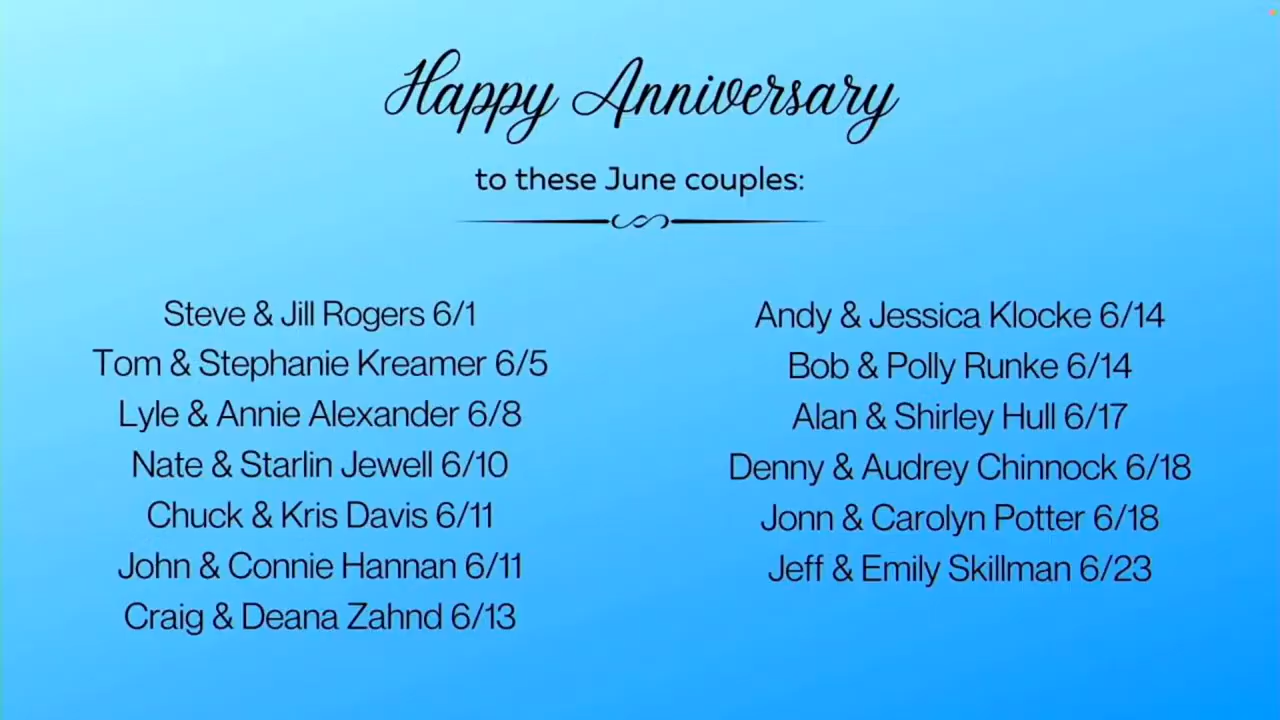 Happy Anniversary
to these June couples:
Steve & Jill Rogers 6/1
Tom & Stephanie Kreamer 6/5
Lyle & Annie Alexander 6/8
Nate & Starlin Jewell 6/10
Chuck & Kris Davis 6/11
John & Connie Hannan 6/11
Craig & Deana Zahnd 6/13
Andy & Jessica Klocke 6/14
Bob & Polly Runke 6/14
Alan & Shirley Hull 6/17
Denny & Audrey Chinnock 6/18
Jonn & Carolyn Potter 6/18
Jeff & Emily Skillman 6/23